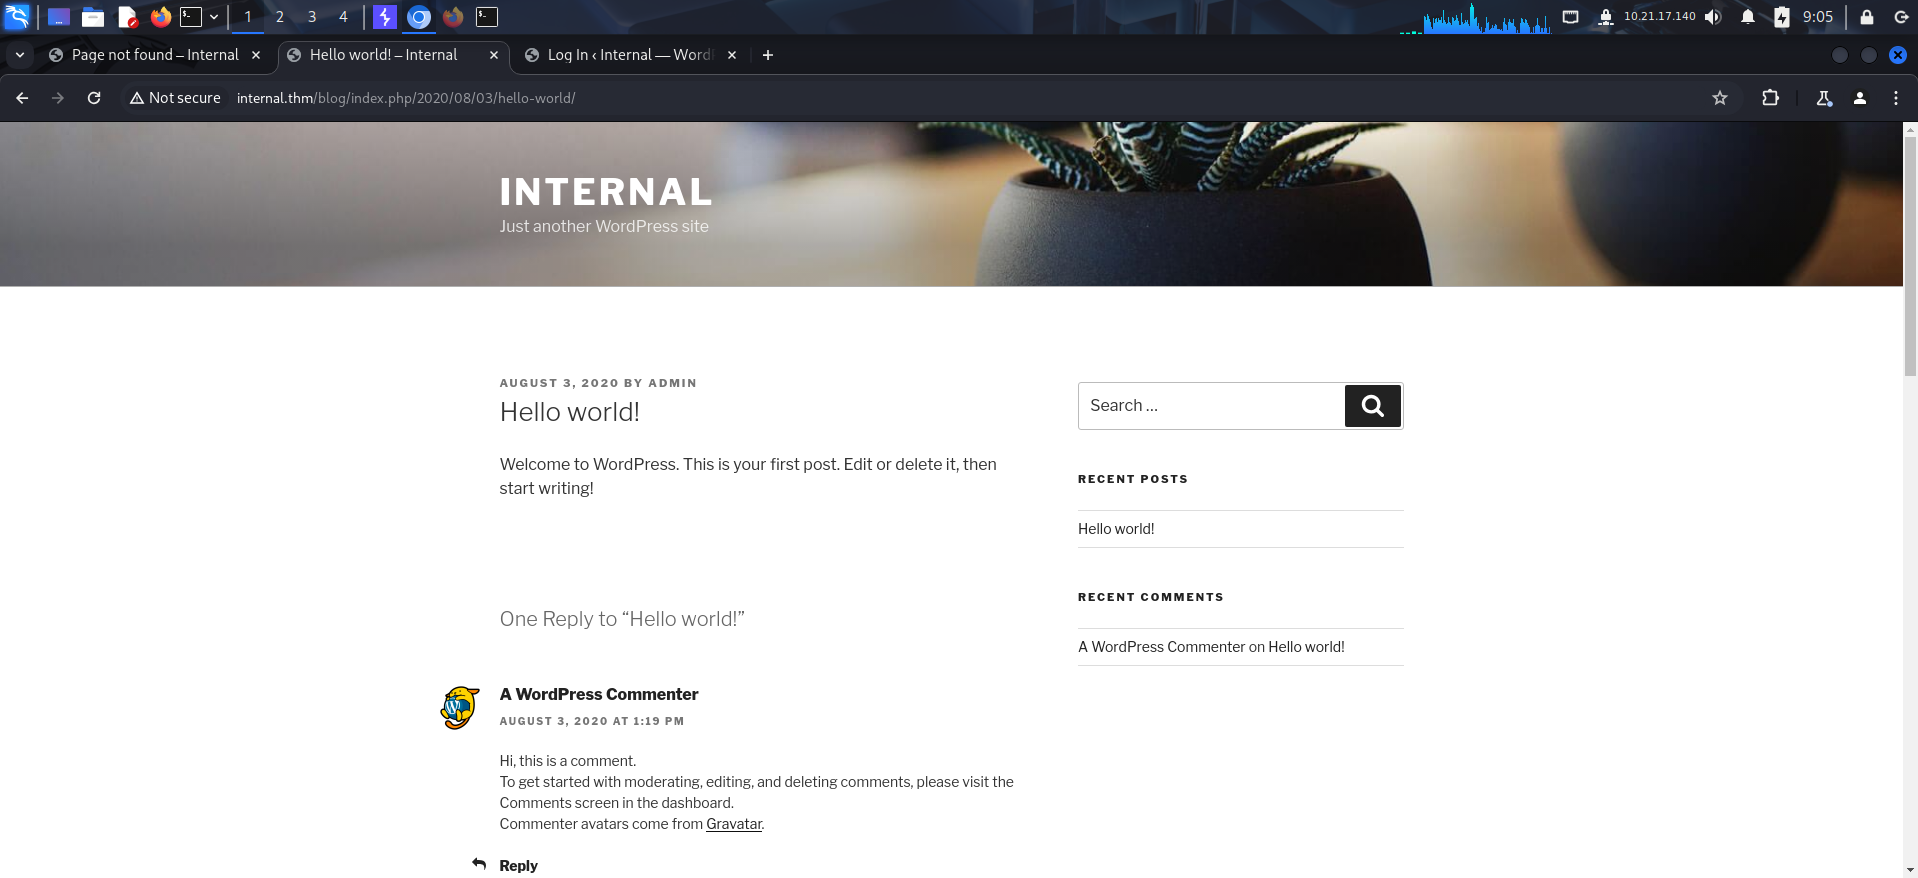 1 2 3 4 10.21.17.140 9:05
Page not found – Internal Hello world! – Internal Log In ‹ Internal — WordP
Not secure internal.thm/blog/index.php/2020/08/03/hello-world/
INTERNAL
Just another WordPress site
AUGUST 3, 2020 BY ADMIN
Hello world!
Welcome to WordPress. This is your first post. Edit or delete it, then
start writing!
Search …
RECENT POSTS
Hello world!
RECENT COMMENTS
A WordPress Commenter on Hello world!
One Reply to “Hello world!”
A WordPress Commenter
AUGUST 3, 2020 AT 1:19 PM
Hi, this is a comment.
To get started with moderating, editing, and deleting comments, please visit the
Comments screen in the dashboard.
Commenter avatars come from Gravatar.
Reply